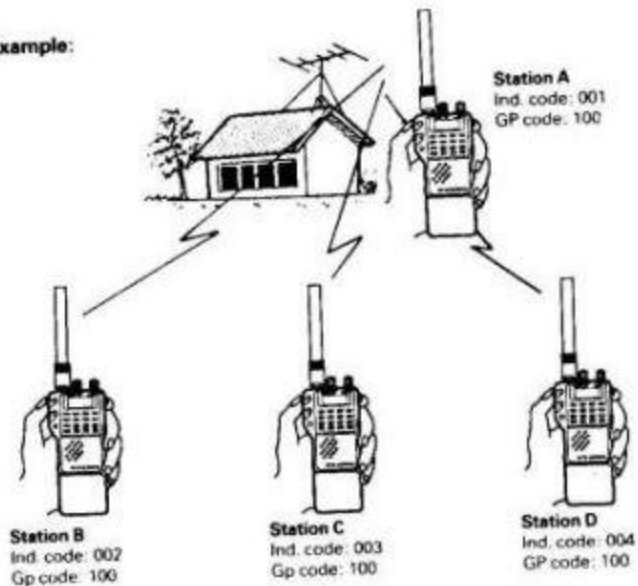 xample:
Station A
Ind. code: 001
GP code: 100
Station B
Ind. code: 002
Gp code: 100
Station C
Ind. code: 003
Gp code: 100
Station D
Ind. code: 004
GP code: 100